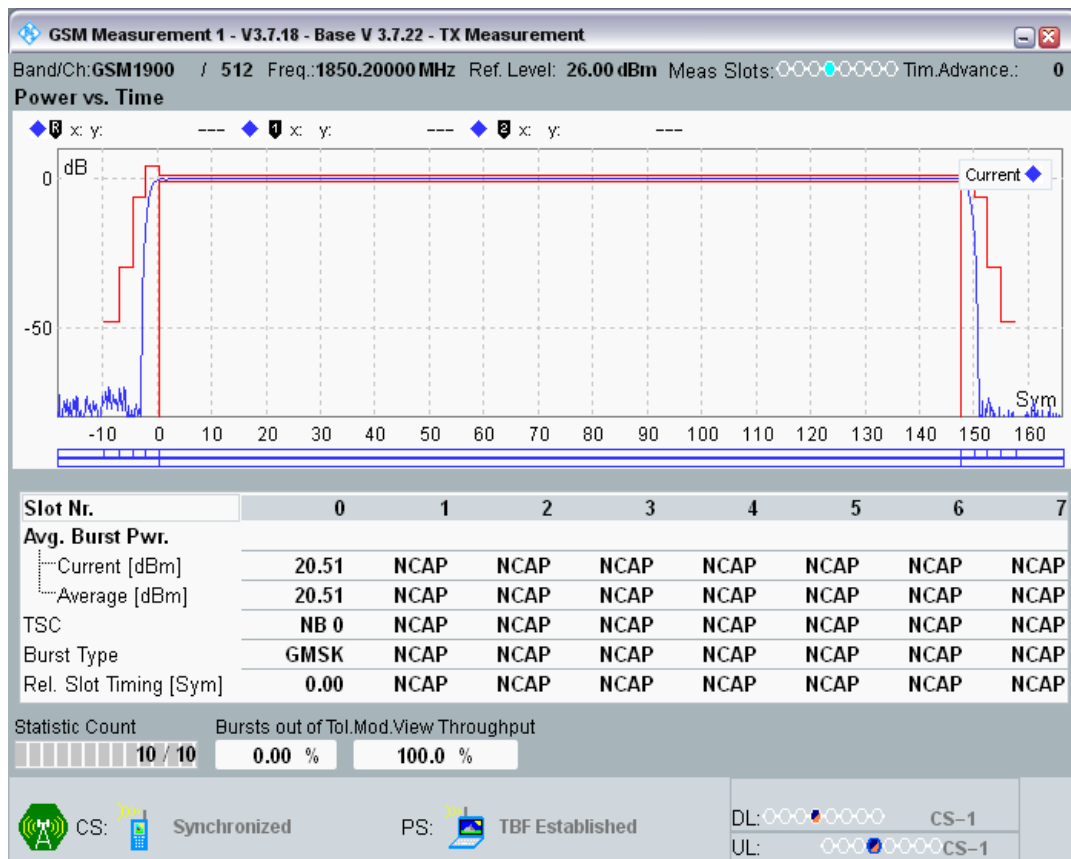 GSM Measurement 1 - V3.7.18 - Base V 3.7.22 - TX Measurement
Band/Ch:GSM1900 / 512 Freq.:1850.20000 MHz Ref. Level: 26.00 dBm Meas Slots: Tim.Advance.: 0
Power vs. Time
R x: y: --- 1 x: y: --- 2 x: y: ---
dB
Current
0
-50
Sym
-10 0 10 20 30 40 50 60 70 80 90 100 110 120 130 140 150 160
Slot Nr. 0 1 2 3 4 5 6 7
Avg. Burst Pwr.
Current [dBm] 20.51 NCAP NCAP NCAP NCAP NCAP NCAP NCAP
Average [dBm] 20.51 NCAP NCAP NCAP NCAP NCAP NCAP NCAP
TSC NB 0 NCAP NCAP NCAP NCAP NCAP NCAP NCAP
Burst Type GMSK NCAP NCAP NCAP NCAP NCAP NCAP NCAP
Rel. Slot Timing [Sym] 0.00 NCAP NCAP NCAP NCAP NCAP NCAP NCAP
Statistic Count Bursts out of Tol.Mod.View Throughput
10 / 10 0.00 % 100.0 %
CS: Synchronized PS: TBF Established DL: CS-1
UL: CS-1